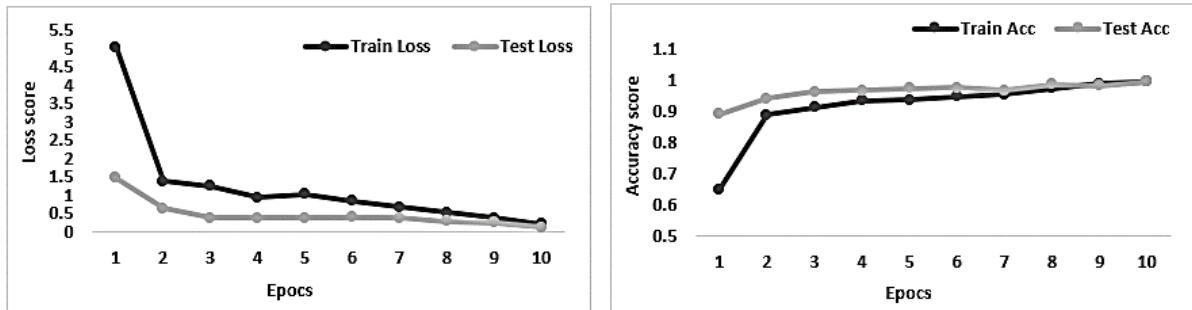 5.5
5
4.5
4
3.5
3
2.5
2
1.5
1
0.5
0
Loss score
Train Loss Test Loss
1 2 3 4 5 6 7 8 9 10
Epocs
1.1
1
0.9
0.8
0.7
0.6
0.5
Accuracy score
Train Acc Test Acc
1 2 3 4 5 6 7 8 9 10
Epocs